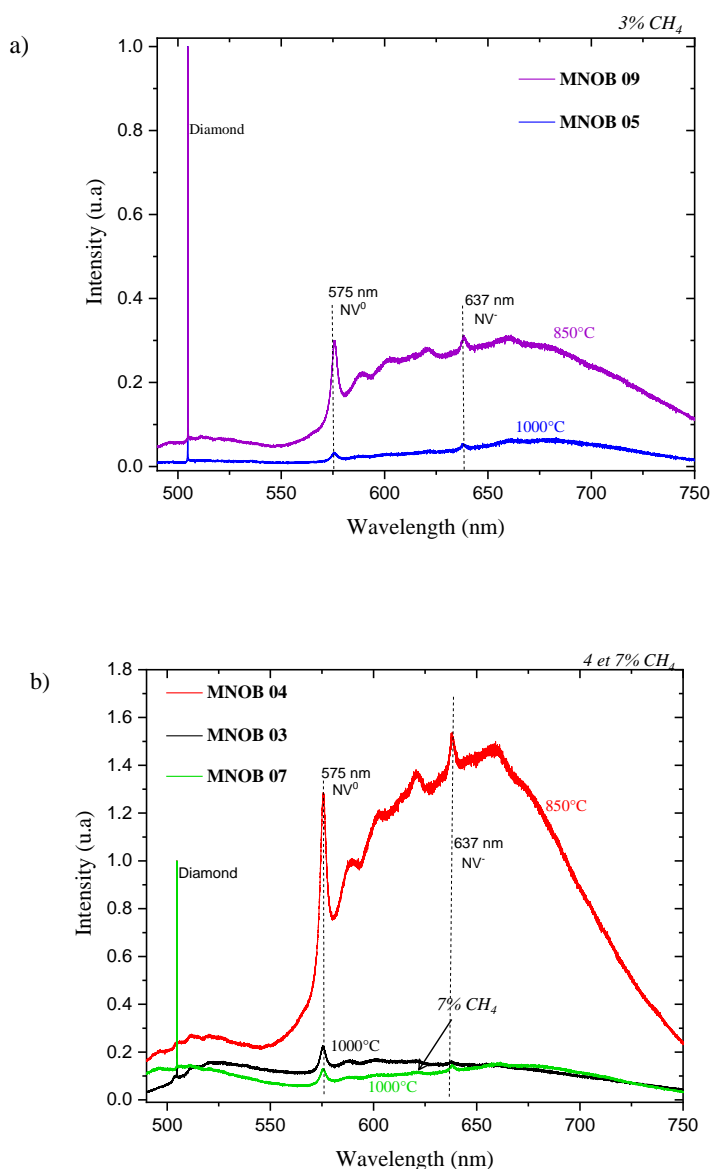 a)
3% CH₄
MNOB 09
MNOB 05
Diamond
575 nm
NV⁰
637 nm
NV⁻
850°C
1000°C
Intensity (u.a)
1.0
0.8
0.6
0.4
0.2
0.0
500 550 600 650 700 750
Wavelength (nm)
b)
4 et 7% CH₄
MNOB 04
MNOB 03
MNOB 07
575 nm
NV⁰
637 nm
NV⁻
850°C
Diamond
7% CH₄
1000°C
1000°C
Intensity (u.a)
1.8
1.6
1.4
1.2
1.0
0.8
0.6
0.4
0.2
0.0
500 550 600 650 700 750
Wavelength (nm)